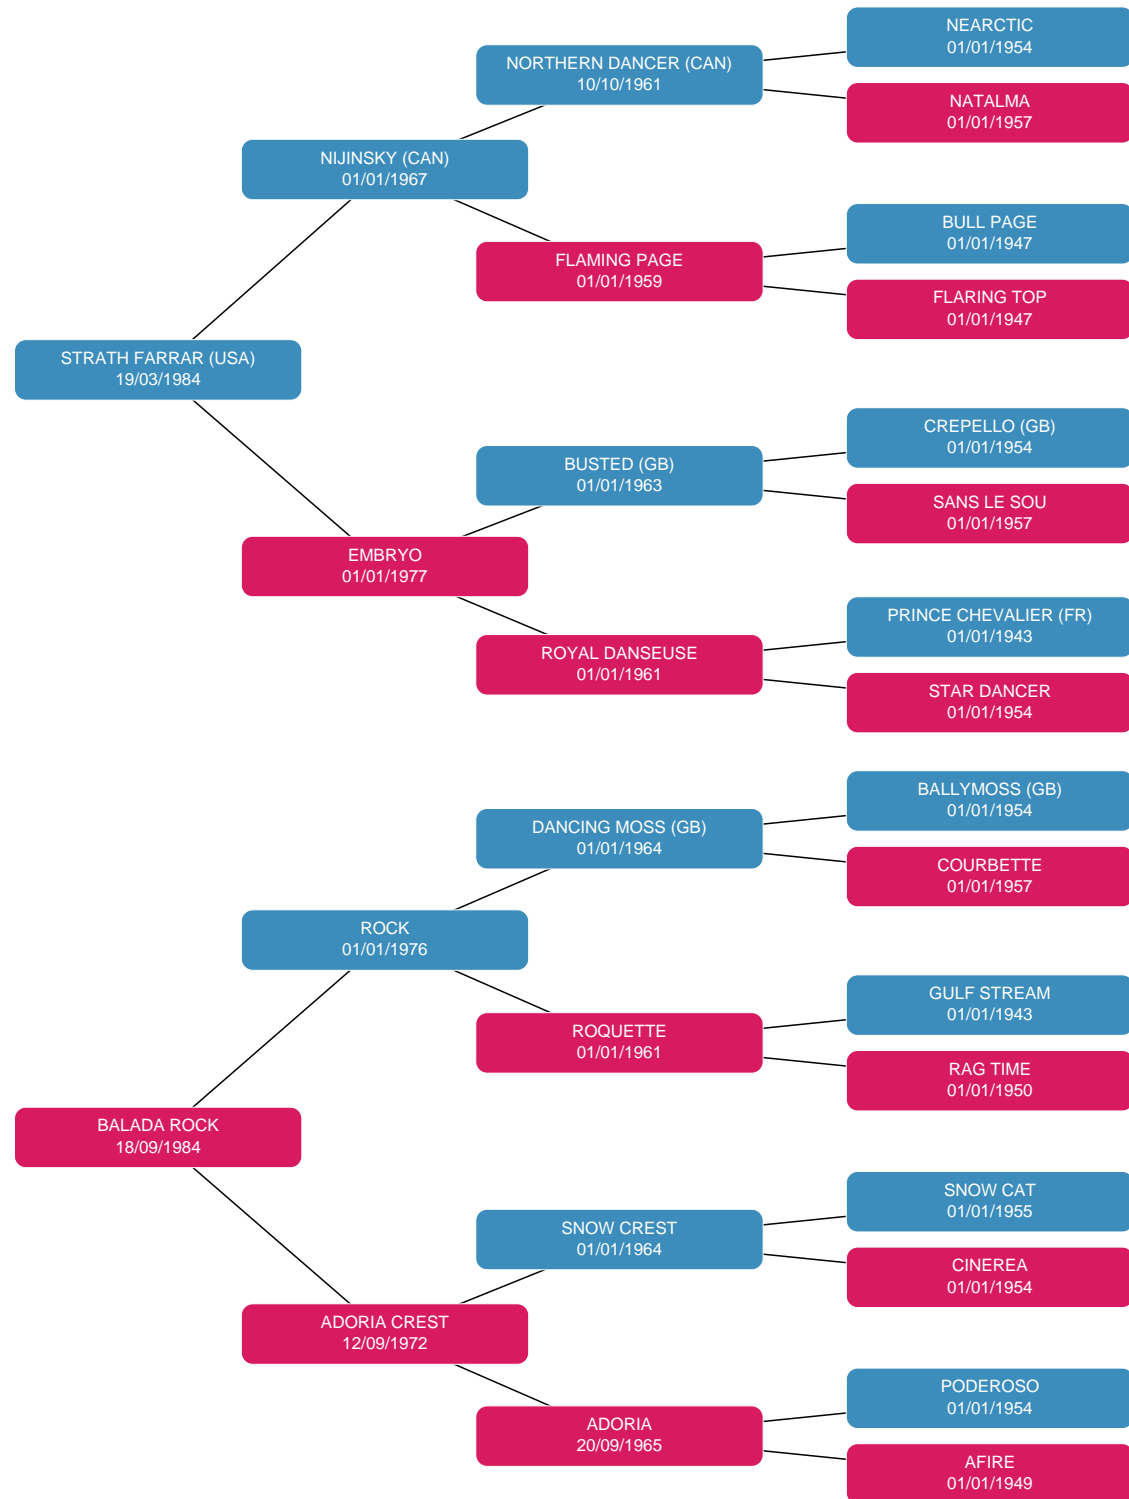 NEARCTIC
01/01/1954
NORTHERN DANCER (CAN)
10/10/1961
NATALMA
01/01/1957
NIJINSKY (CAN)
01/01/1967
BULL PAGE
01/01/1947
FLAMING PAGE
01/01/1959
FLARING TOP
01/01/1947
STRATH FARRAR (USA)
19/03/1984
CREPELLO (GB)
01/01/1954
BUSTED (GB)
01/01/1963
SANS LE SOU
01/01/1957
EMBRYO
01/01/1977
PRINCE CHEVALIER (FR)
01/01/1943
ROYAL DANSEUSE
01/01/1961
STAR DANCER
01/01/1954
BALLYMOSS (GB)
01/01/1954
DANCING MOSS (GB)
01/01/1964
COURBETTE
01/01/1957
ROCK
01/01/1976
GULF STREAM
01/01/1943
ROQUETTE
01/01/1961
RAG TIME
01/01/1950
BALADA ROCK
18/09/1984
SNOW CAT
01/01/1955
SNOW CREST
01/01/1964
CINEREA
01/01/1954
ADORIA CREST
12/09/1972
PODEROSO
01/01/1954
ADORIA
20/09/1965
AFIRE
01/01/1949